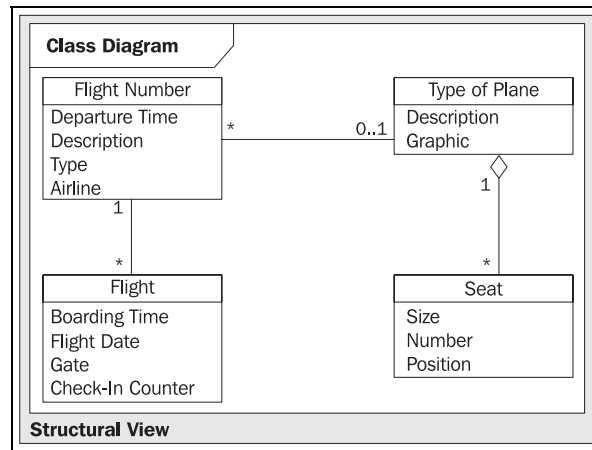 Class Diagram
Flight Number
Departure Time
Description
Type
Airline
*
0..1
Type of Plane
Description
Graphic
1
*
1
*
Flight
Boarding Time
Flight Date
Gate
Check-In Counter
Seat
Size
Number
Position
Structural View